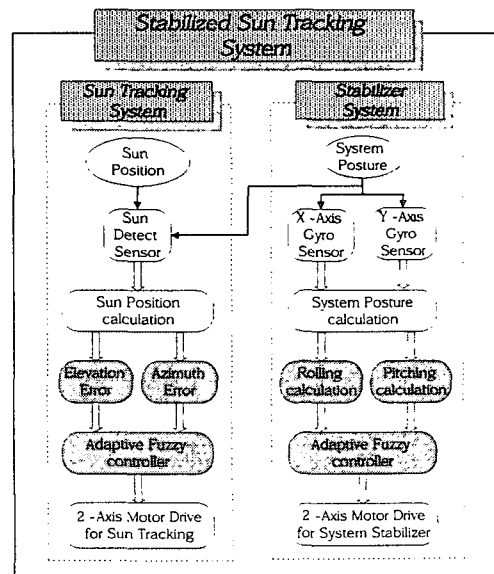 Stabilized Sun Tracking
System
Sun Tracking
System
Sun
Position
Sun
Detect
Sensor
Sun Position
calculation
Elevation
Error
Azimuth
Error
Adaptive Fuzzy
controller
2 -Axis Motor Drive
for Sun Tracking
Stabilizer
System
System
Posture
X -Axis
Gyro
Sensor
Y -Axis
Gyro
Sensor
System Posture
calculation
Rolling
calculation
Pitching
calculation
Adaptive Fuzzy
controller
2 -Axis Motor Drive
for System Stabilizer